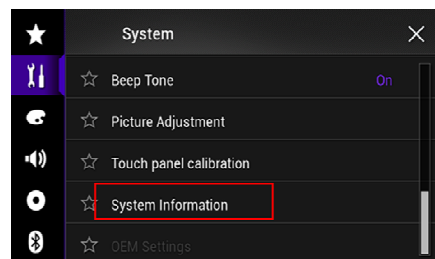 System
Beep Tone On
Picture Adjustment
Touch panel calibration
System Information
OEM Settings